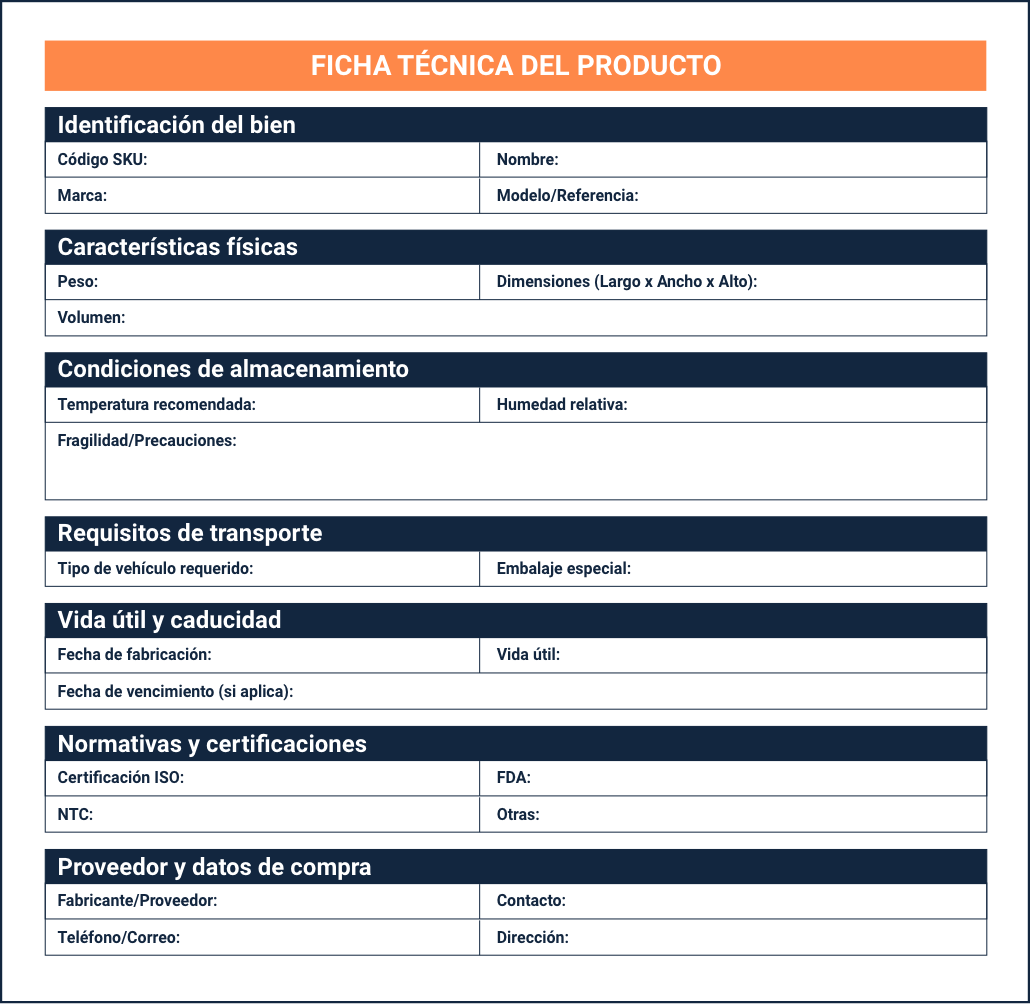 FICHA TÉCNICA DEL PRODUCTO
Identificación del bien
Código SKU:
Nombre:
Marca:
Modelo/Referencia:
Características físicas
Peso:
Dimensiones (Largo x Ancho x Alto):
Volumen:
Condiciones de almacenamiento
Temperatura recomendada:
Humedad relativa:
Fragilidad/Precauciones:
Requisitos de transporte
Tipo de vehículo requerido:
Embalaje especial:
Vida útil y caducidad
Fecha de fabricación:
Vida útil:
Fecha de vencimiento (si aplica):
Normativas y certificaciones
Certificación ISO:
FDA:
NTC:
Otras:
Proveedor y datos de compra
Fabricante/Proveedor:
Contacto:
Teléfono/Correo:
Dirección: